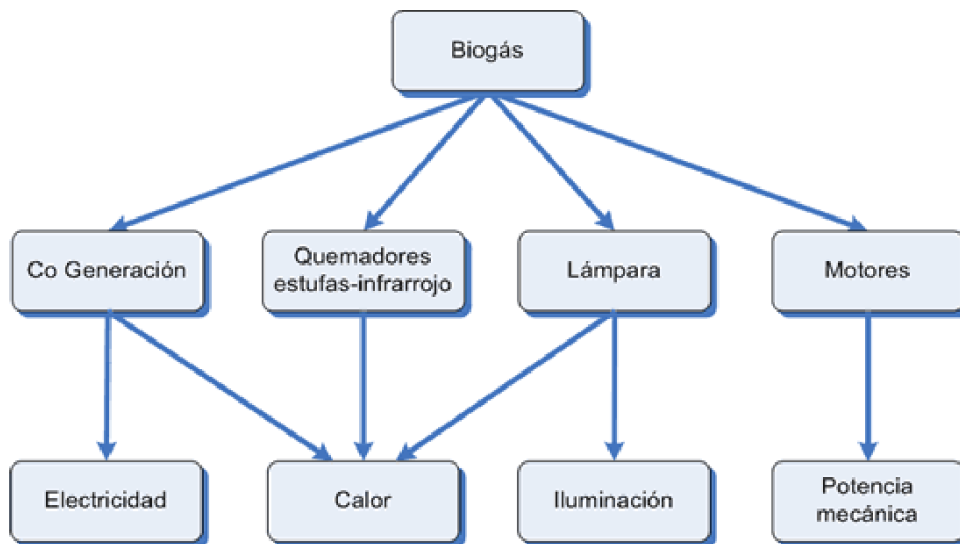 Biogás
Co Generación
Quemadores
estufas-infrarrojo
Lámpara
Motores
Electricidad
Calor
Iluminación
Potencia
mecánica